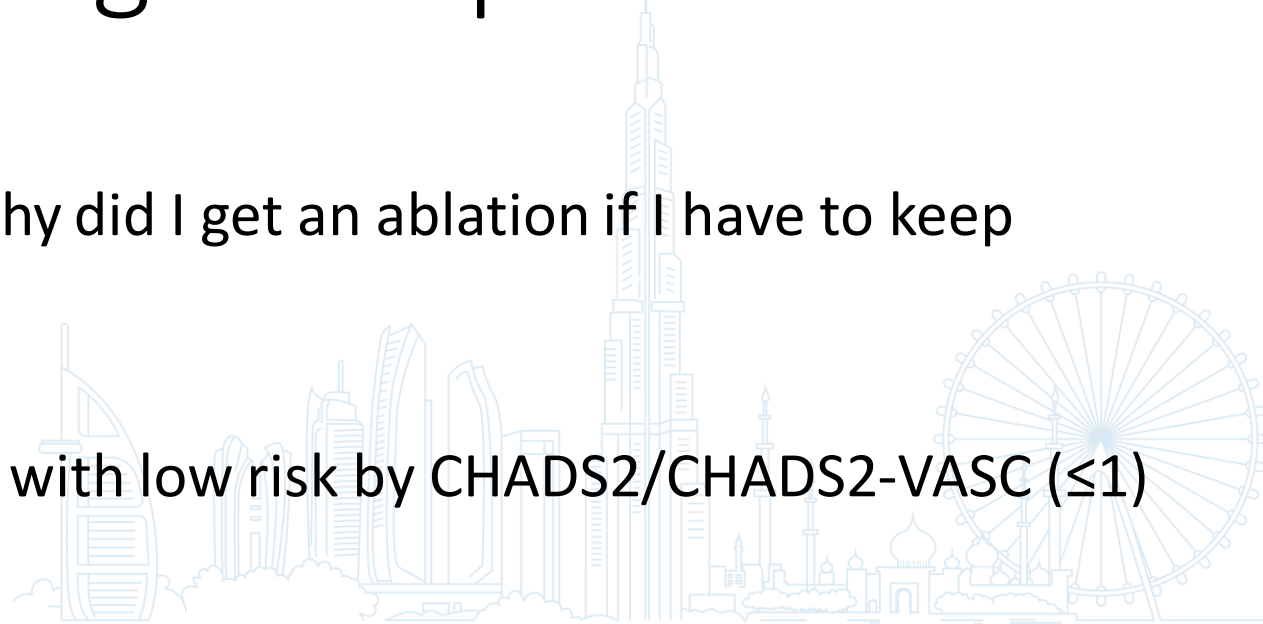 hy did I get an ablation if I have to keep
with low risk by CHADS2/CHADS2-VASC (≤1)